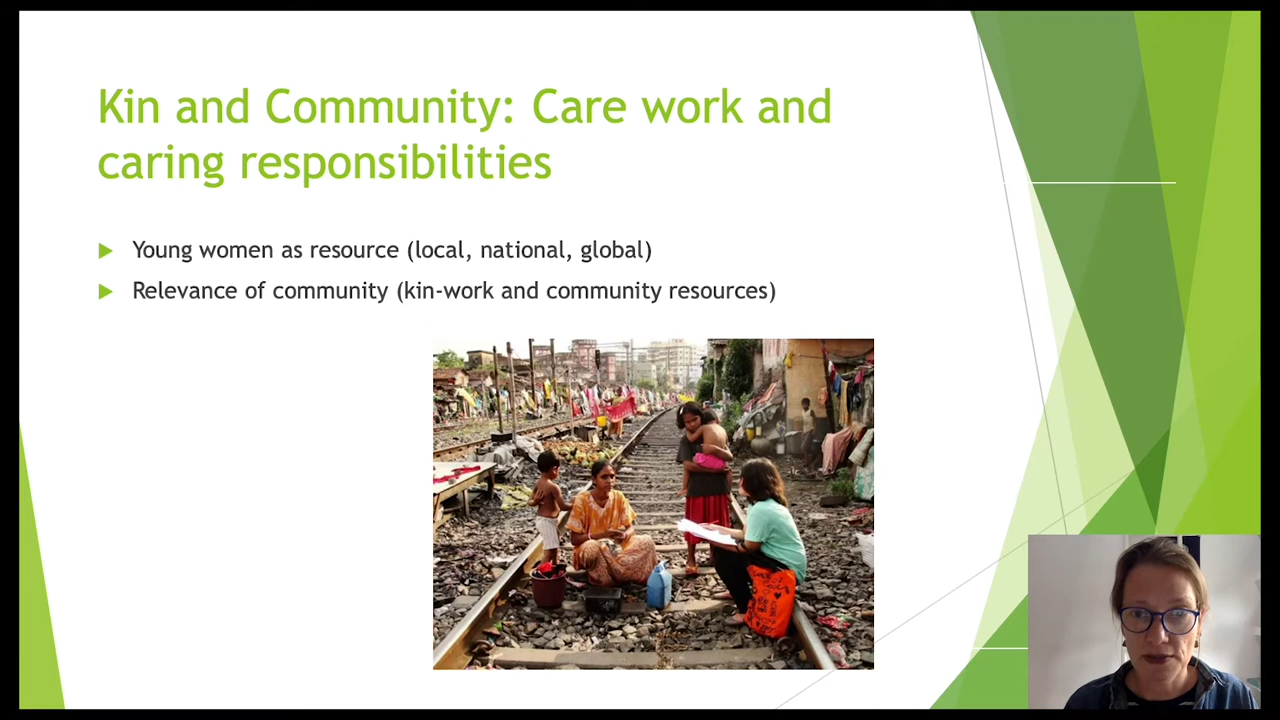 Kin and Community: Care work and
caring responsibilities
Young women as resource (local, national, global)
Relevance of community (kin-work and community resources)